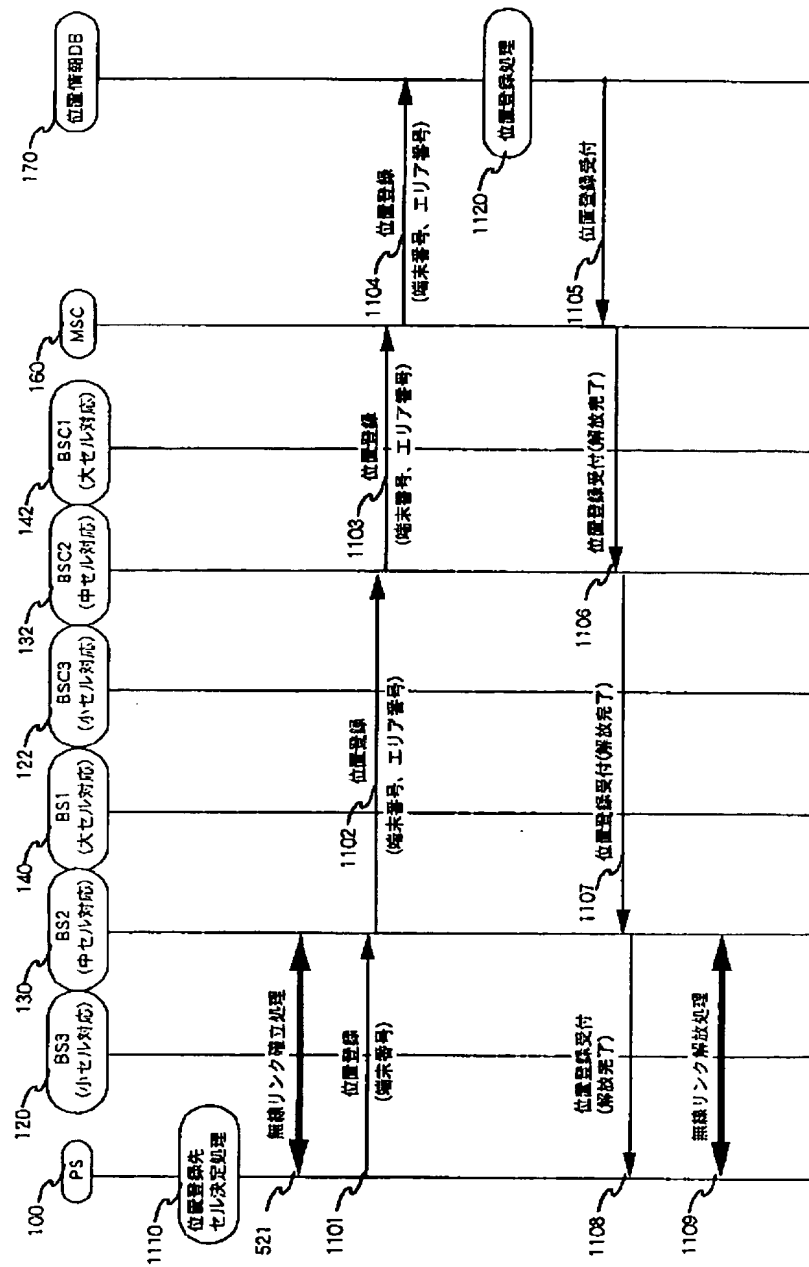 100
PS
120
BS3
(小セル対応)
130
BS2
(中セル対応)
140
BS1
(大セル対応)
122
BSC3
(小セル対応)
132
BSC2
(中セル対応)
142
BSC1
(大セル対応)
160
MSC
170
位置情報DB
1110
位置登録先
セル決定処理
521
無線リンク確立処理
1101
位置登録
(端末番号)
1102
位置登録
(端末番号、エリア番号)
1103
位置登録
(端末番号、エリア番号)
1104
位置登録
(端末番号、エリア番号)
1120
位置登録処理
1105
位置登録受付
1106
位置登録受付(解放完了)
1107
位置登録受付(解放完了)
1108
位置登録受付
(解放完了)
1109
無線リンク解放処理